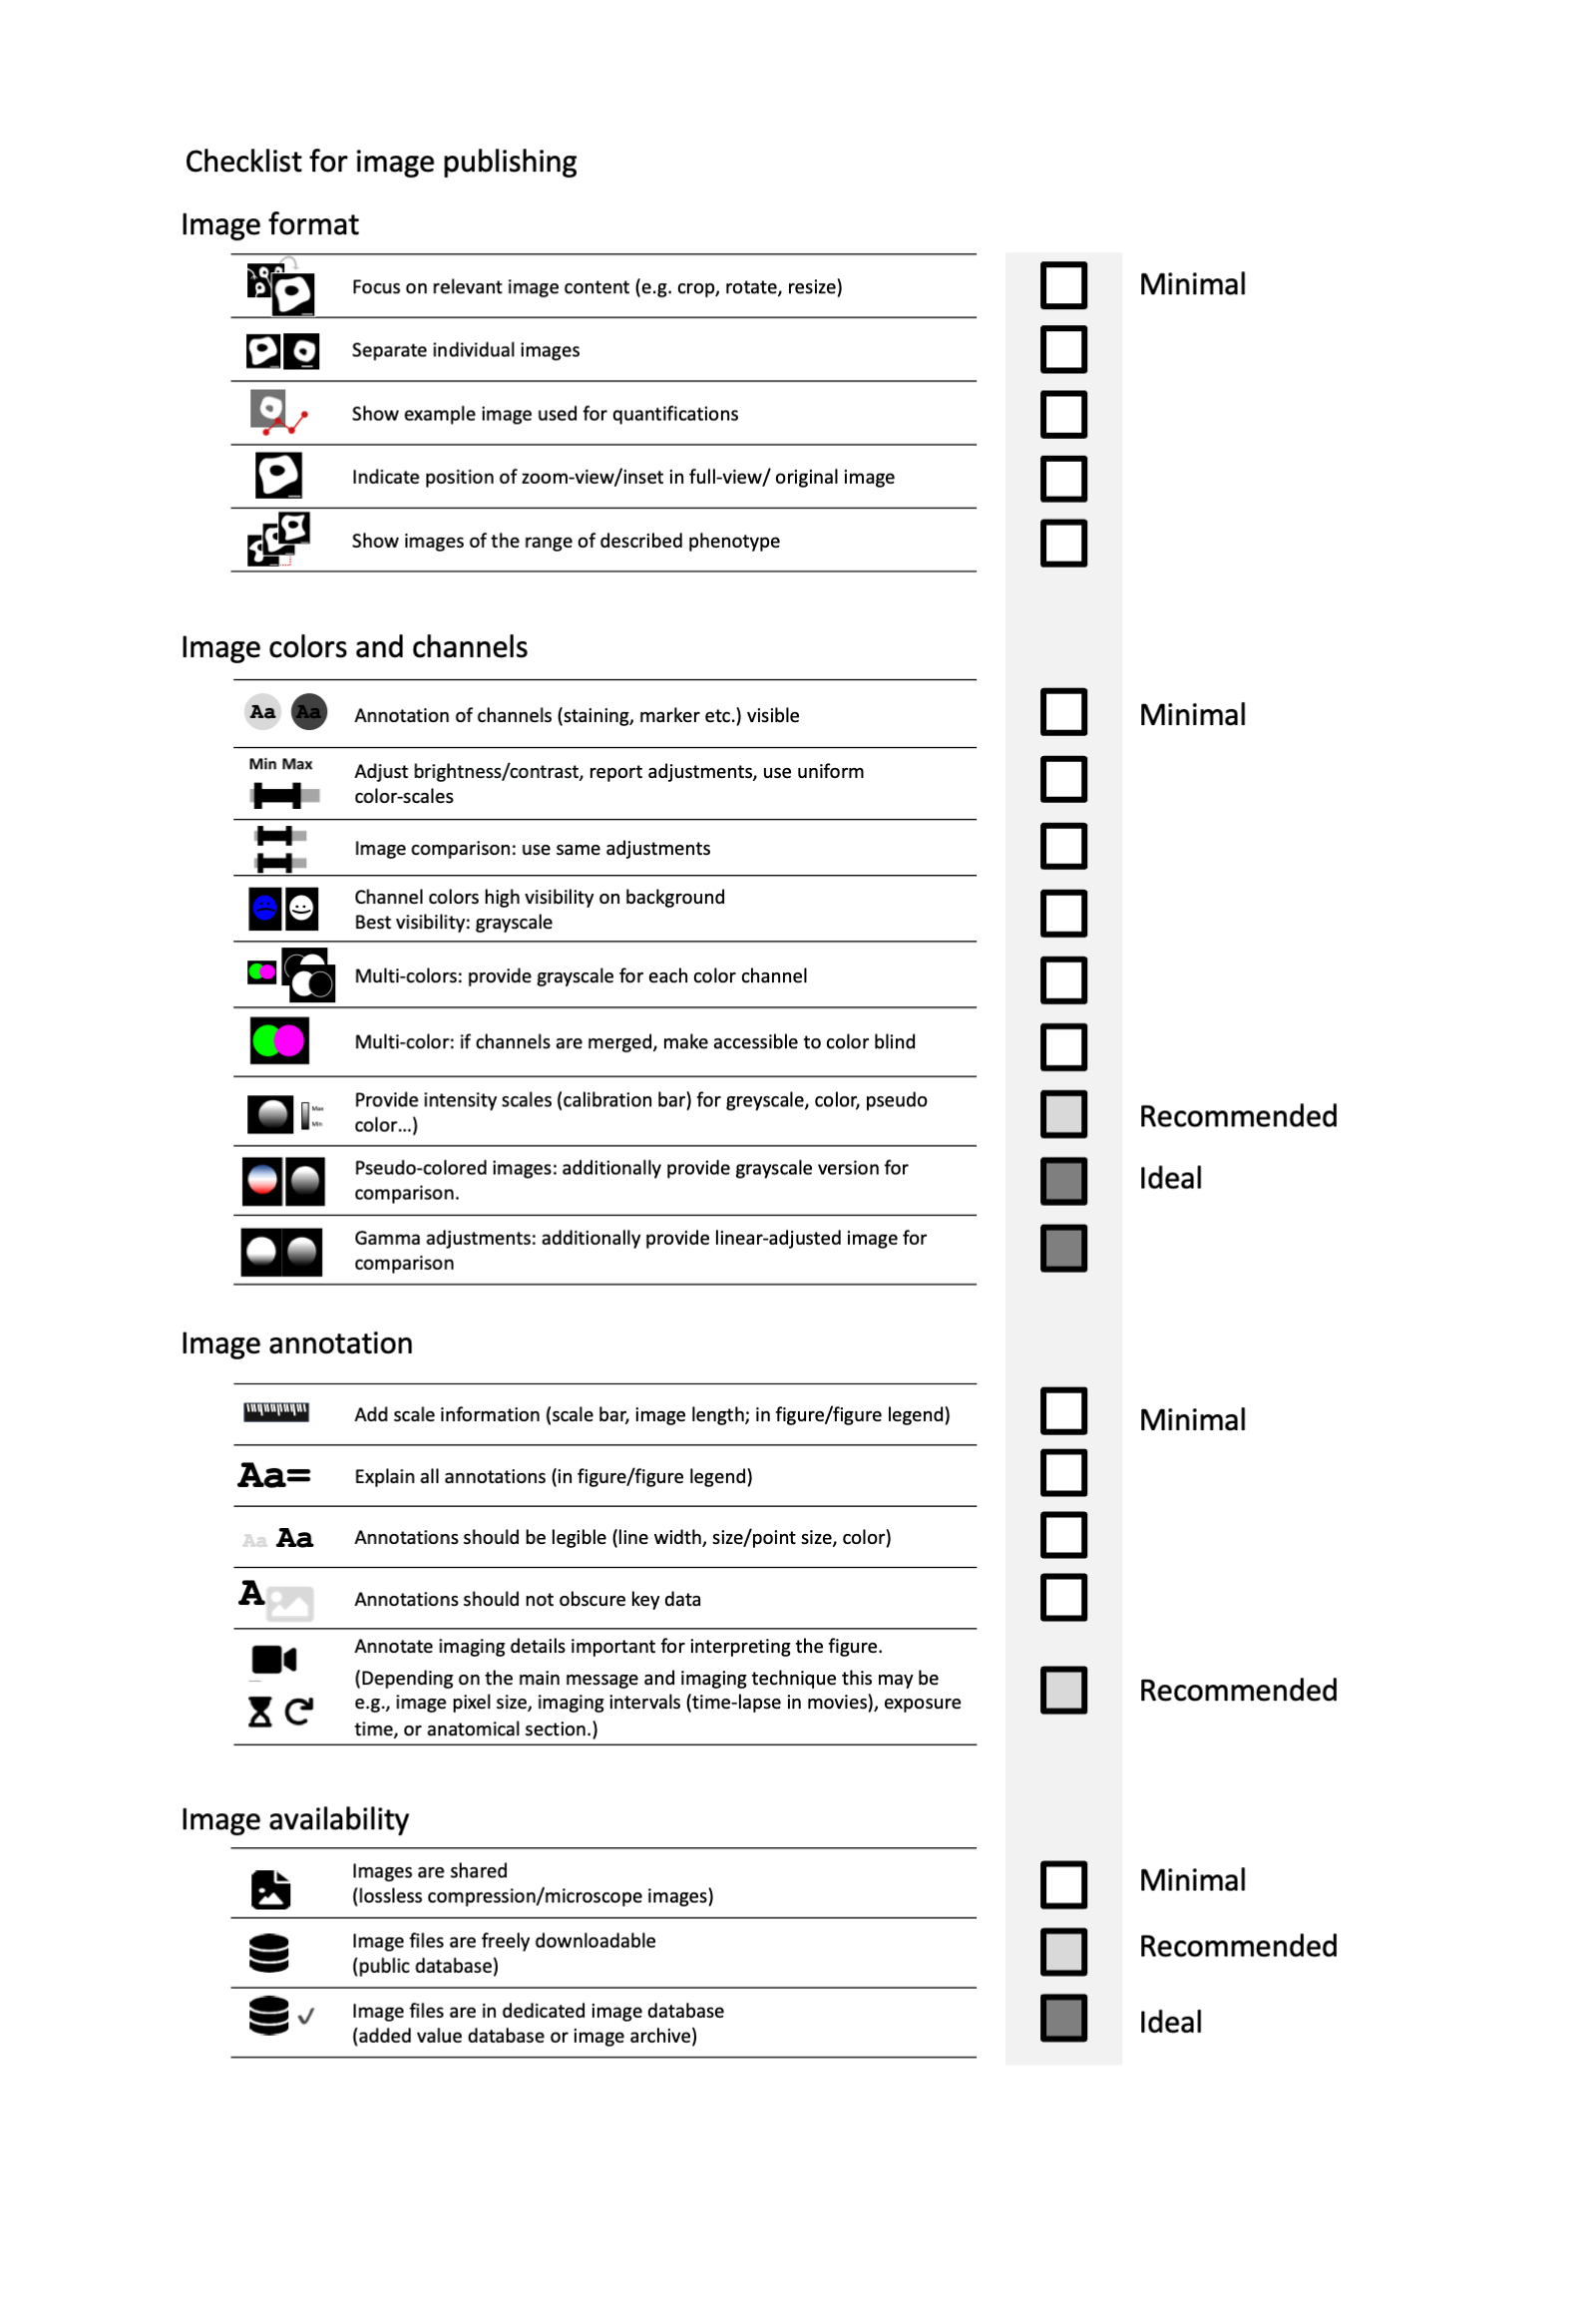 Checklist for image publishing
Image format
Focus on relevant image content (e.g. crop, rotate, resize)
Minimal
Separate individual images
Show example image used for quantifications
Indicate position of zoom-view/inset in full-view/ original image
Show images of the range of described phenotype
Image colors and channels
Aa Aa
Annotation of channels (staining, marker etc.) visible
Minimal
Min Max
Adjust brightness/contrast, report adjustments, use uniform
color-scales
Image comparison: use same adjustments
Channel colors high visibility on background
Best visibility: grayscale
Multi-colors: provide grayscale for each color channel
Multi-color: if channels are merged, make accessible to color blind
Max
Min
Provide intensity scales (calibration bar) for greyscale, color, pseudo
color...)
Recommended
Pseudo-colored images: additionally provide grayscale version for
comparison.
Ideal
Gamma adjustments: additionally provide linear-adjusted image for
comparison
Image annotation
Add scale information (scale bar, image length; in figure/figure legend)
Minimal
Aa=
Explain all annotations (in figure/figure legend)
Aa Aa
Annotations should be legible (line width, size/point size, color)
A
Annotations should not obscure key data
Annotate imaging details important for interpreting the figure.
(Depending on the main message and imaging technique this may be
e.g., image pixel size, imaging intervals (time-lapse in movies), exposure
time, or anatomical section.)
Recommended
Image availability
Images are shared
(lossless compression/microscope images)
Minimal
Image files are freely downloadable
(public database)
Recommended
Image files are in dedicated image database
(added value database or image archive)
Ideal